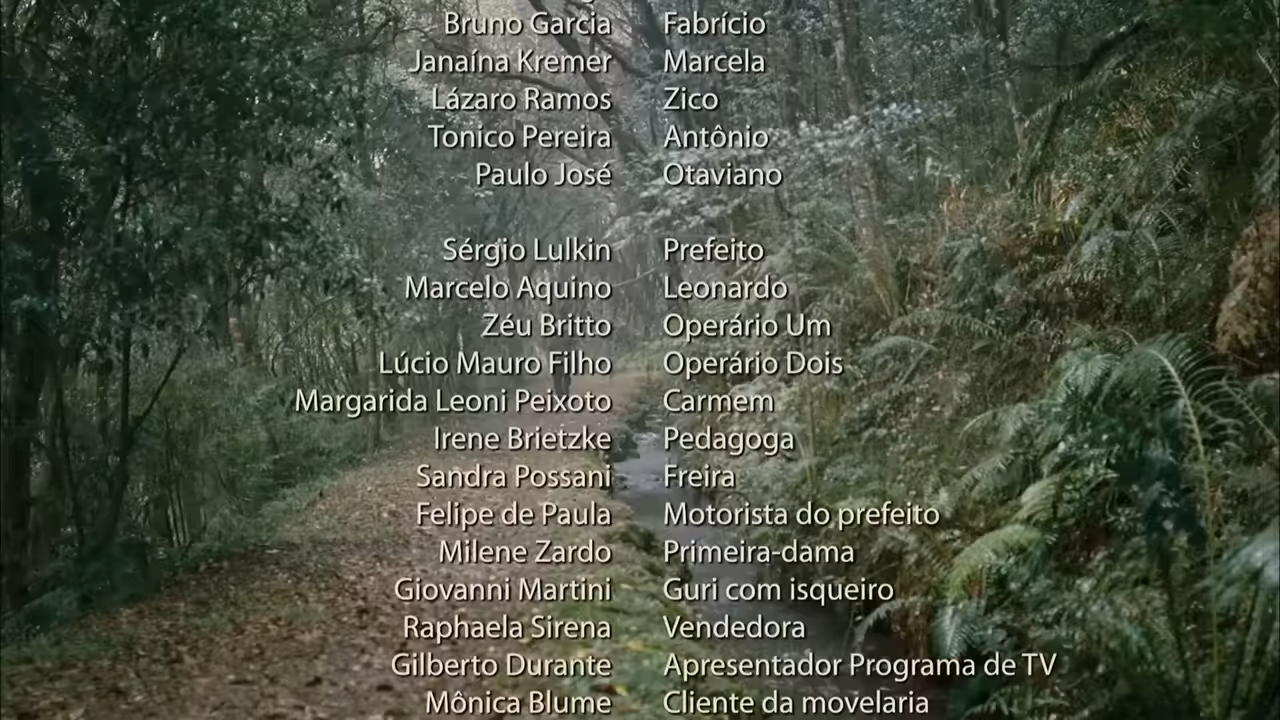 Bruno Garcia Fabrício
Janaína Kremer Marcela
Lázaro Ramos Zico
Tonico Pereira Antônio
Paulo José Otaviano
Sérgio Lulkin Prefeito
Marcelo Aquino Leonardo
Zéu Britto Operário Um
Lúcio Mauro Filho Operário Dois
Margarida Leoni Peixoto Carmem
Irene Brietzke Pedagoga
Sandra Possani Freira
Felipe de Paula Motorista do prefeito
Milene Zardo Primeira-dama
Giovanni Martini Guri com isqueiro
Raphaela Sirena Vendedora
Gilberto Durante Apresentador Programa de TV
Mônica Blume Cliente da movelaria